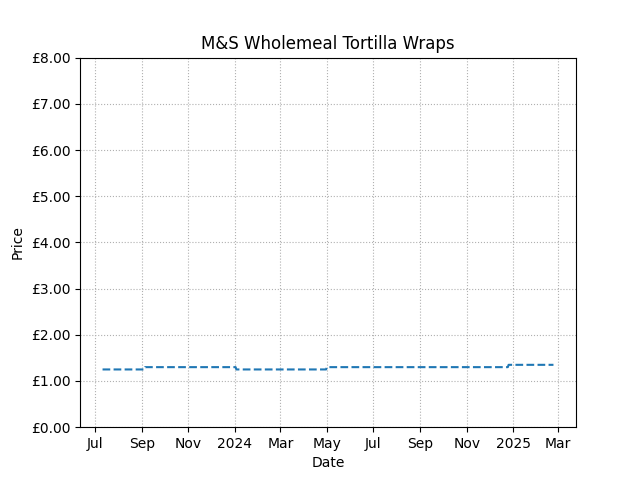 M&S Wholemeal Tortilla Wraps
£8.00
£7.00
£6.00
£5.00
£4.00
£3.00
£2.00
£1.00
£0.00
Price
Jul Sep Nov 2024 Mar May Jul Sep Nov 2025 Mar
Date